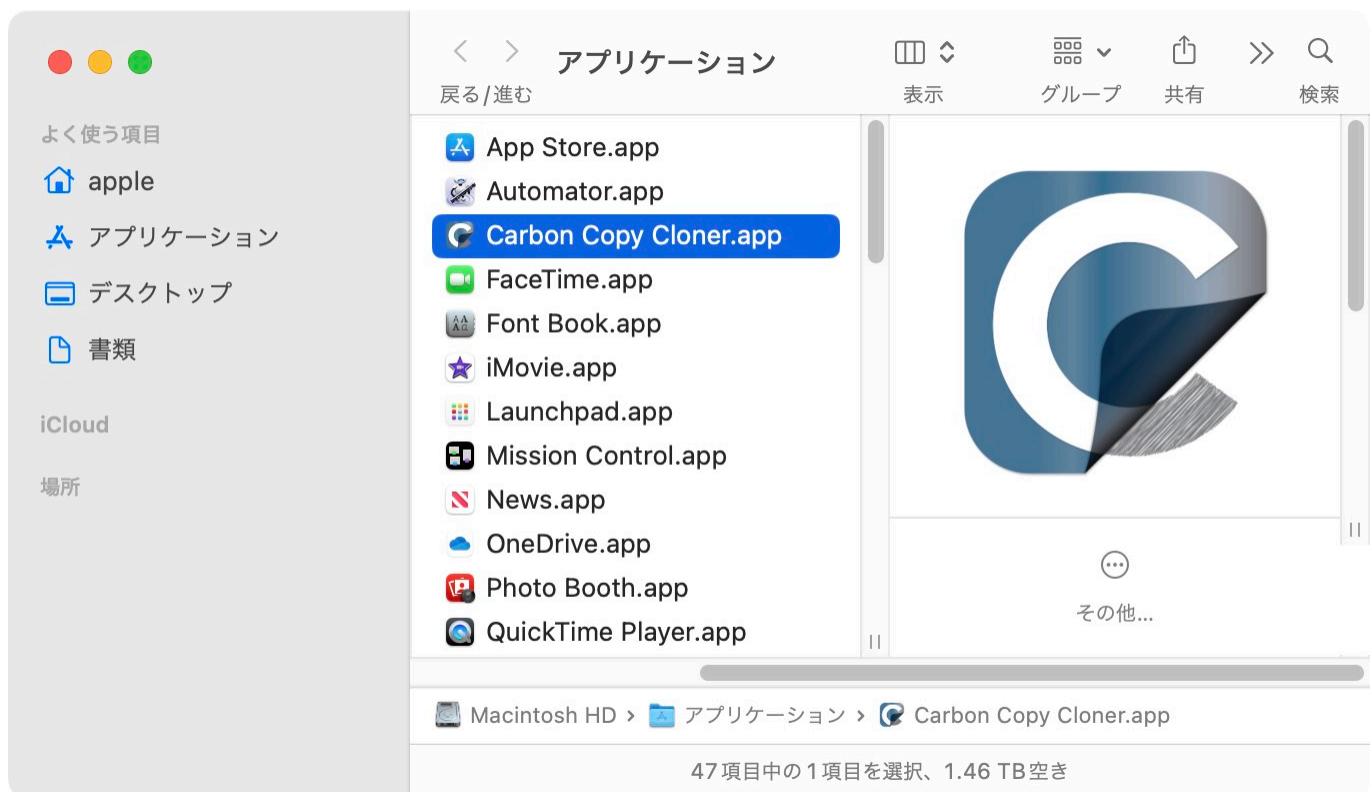 よく使う項目
apple
アプリケーション
デスクトップ
書類
iCloud
場所
アプリケーション
戻る/進む
表示
グループ
共有
検索
App Store.app
Automator.app
Carbon Copy Cloner.app
FaceTime.app
Font Book.app
iMovie.app
Launchpad.app
Mission Control.app
News.app
OneDrive.app
Photo Booth.app
QuickTime Player.app
その他...
Macintosh HD › アプリケーション › Carbon Copy Cloner.app
47項目中の1項目を選択、1.46 TB空き